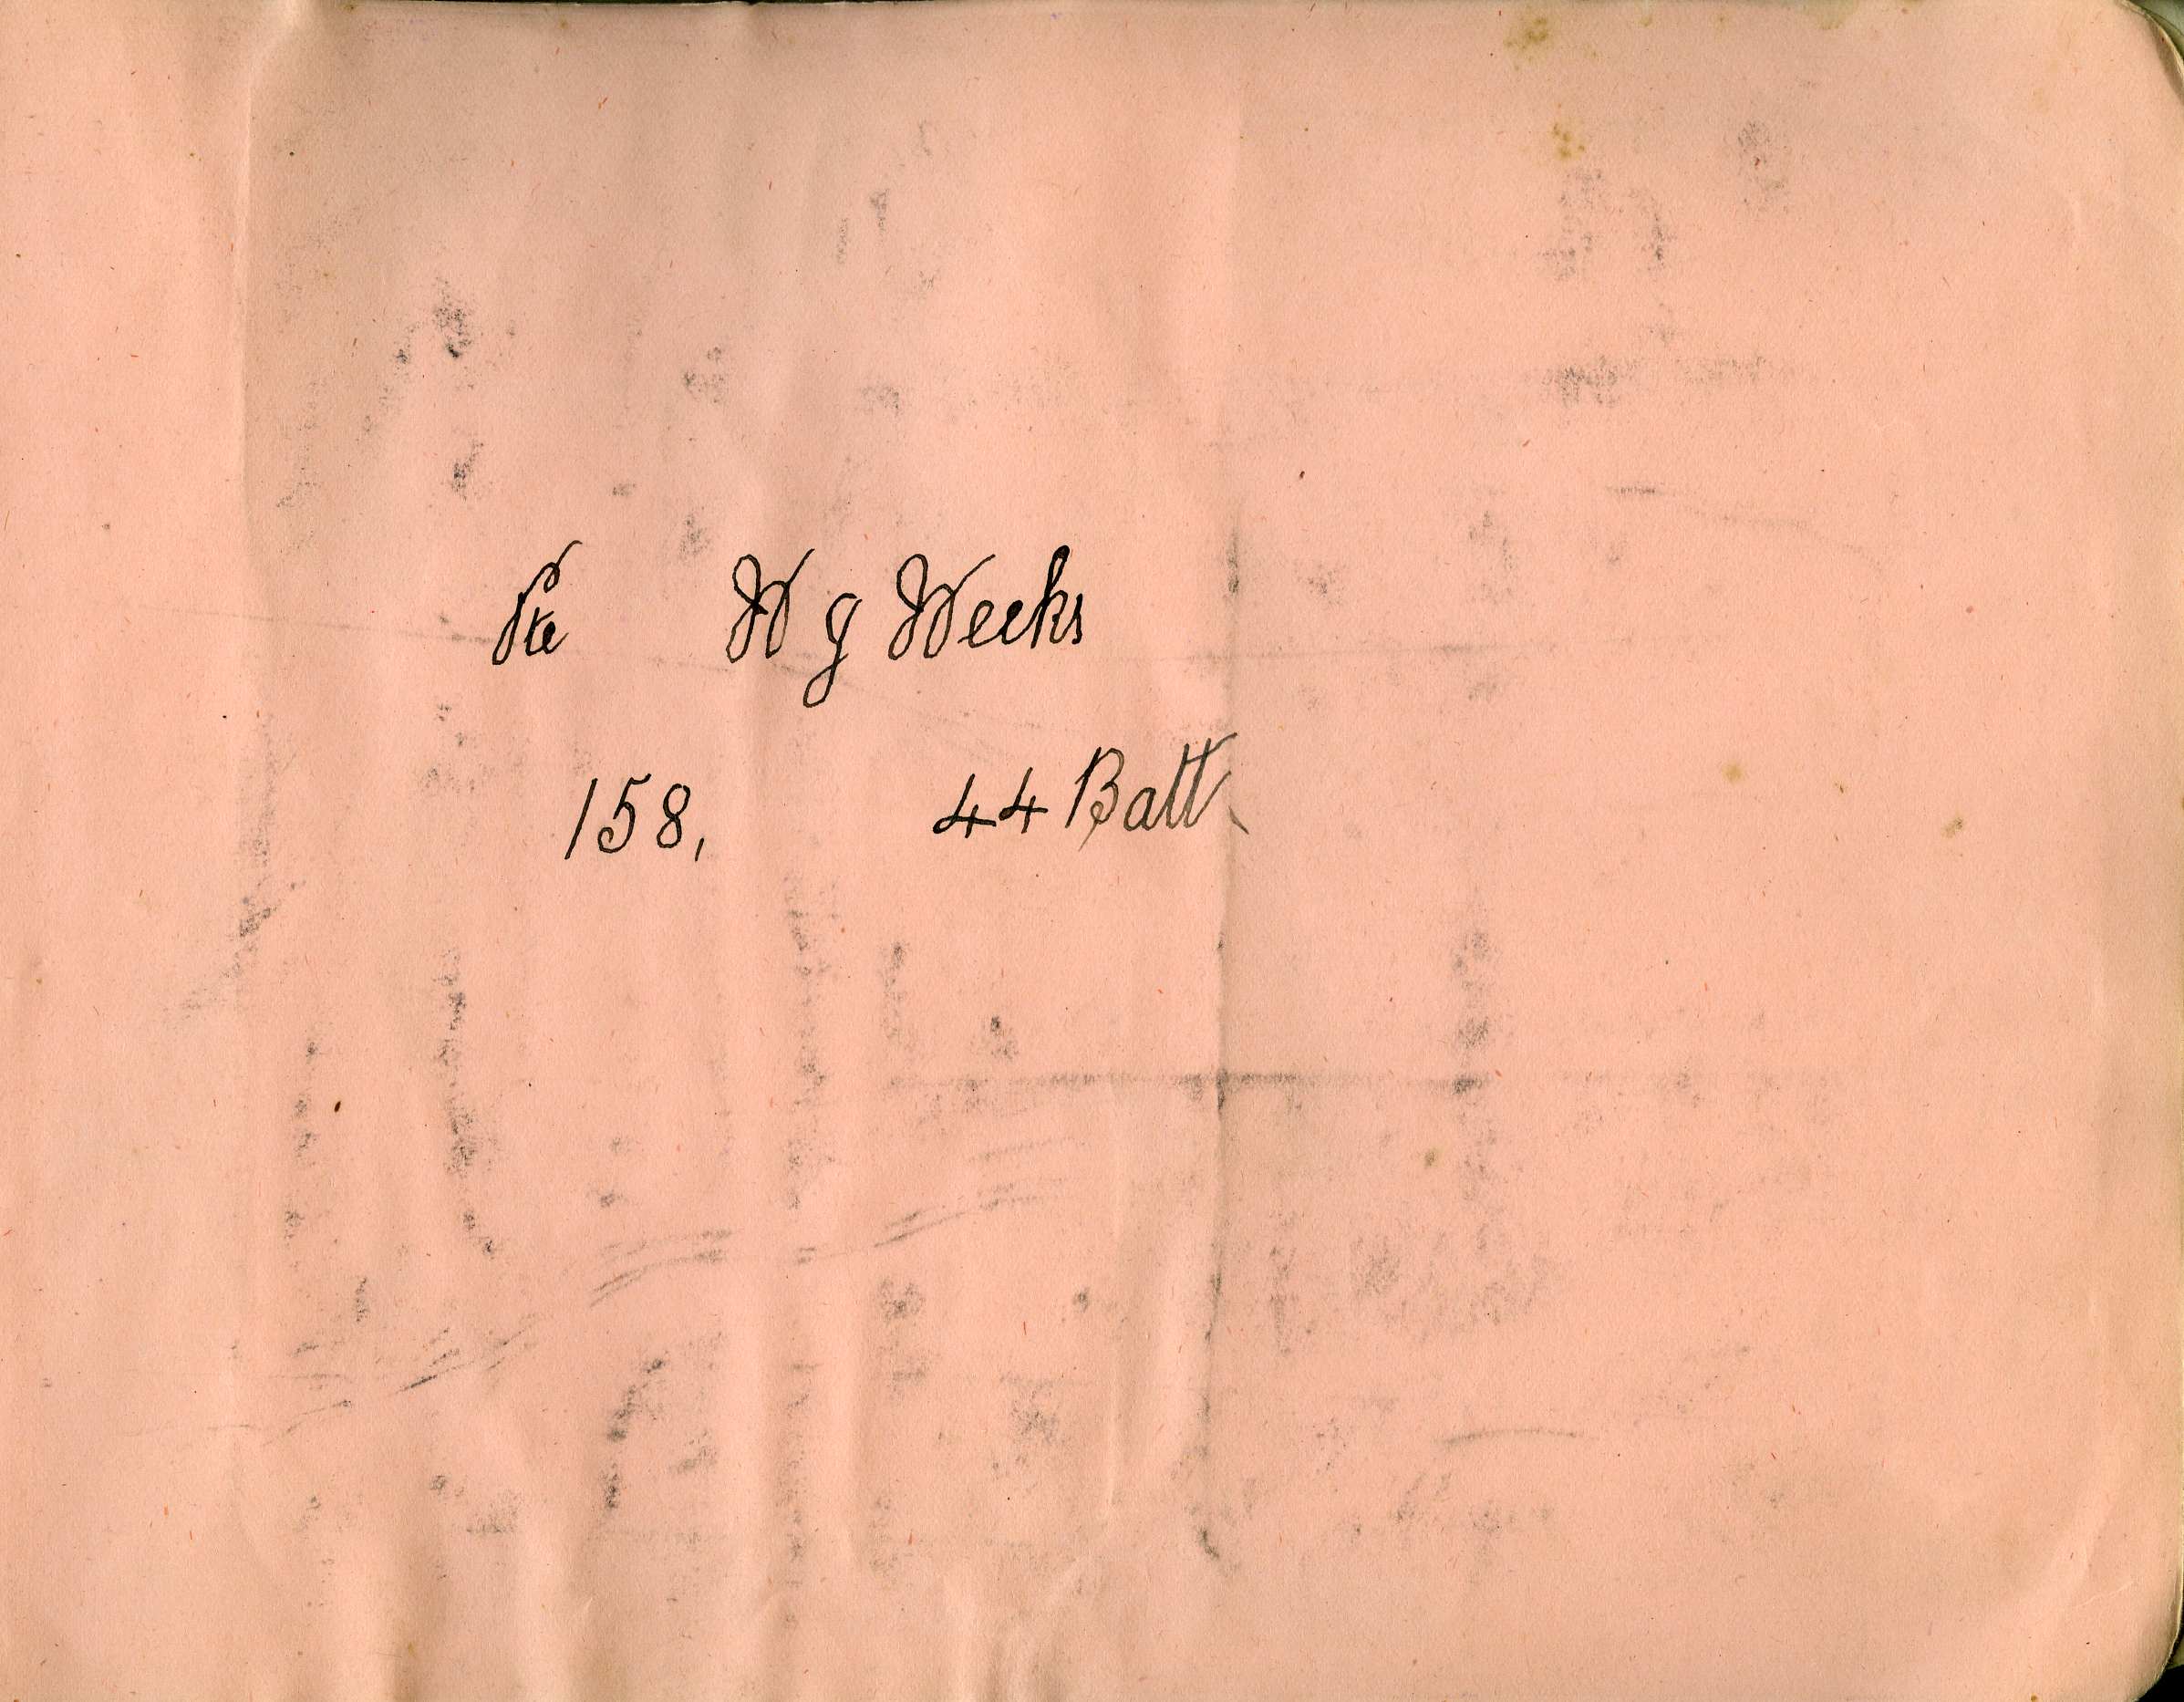 Pte W G Weeks
158, 44 Batt